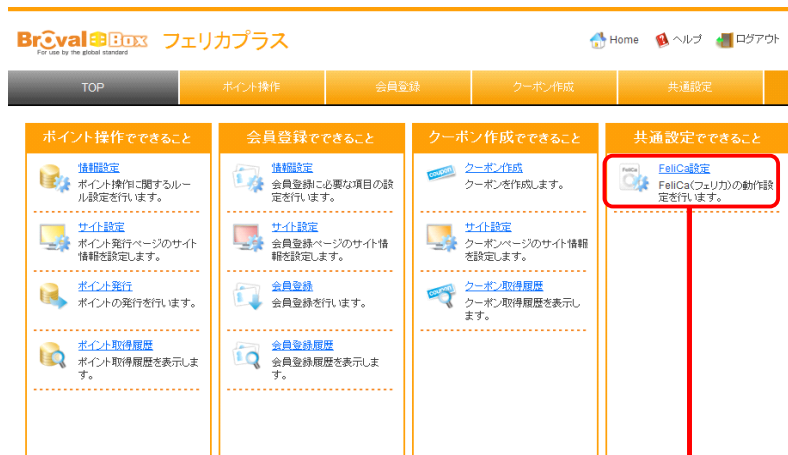 Broval Box フェリカプラス
For use by the global standard
Home ヘルプ ログアウト
TOP ポイント操作 会員登録 クーポン作成 共通設定
ポイント操作でできること
情報設定
ポイント操作に関するルー
ル設定を行います。
サイト設定
ポイント発行ページのサイト
情報を設定します。
ポイント発行
ポイントの発行を行います。
ポイント取得履歴
ポイント取得履歴を表示しま
す。
会員登録でできること
情報設定
会員登録に必要な項目の設
定を行います。
サイト設定
会員登録ページのサイト情
報を設定します。
会員登録
会員登録を行います。
会員登録履歴
会員登録履歴を表示しま
す。
クーポン作成でできること
coupon
クーポン作成
クーポンを作成します。
サイト設定
クーポンページのサイト情報
を設定します。
coupon
クーポン取得履歴
クーポン取得履歴を表示し
ます。
共通設定でできること
FeliCa
FeliCa設定
FeliCa(フェリカ)の動作設
定を行います。